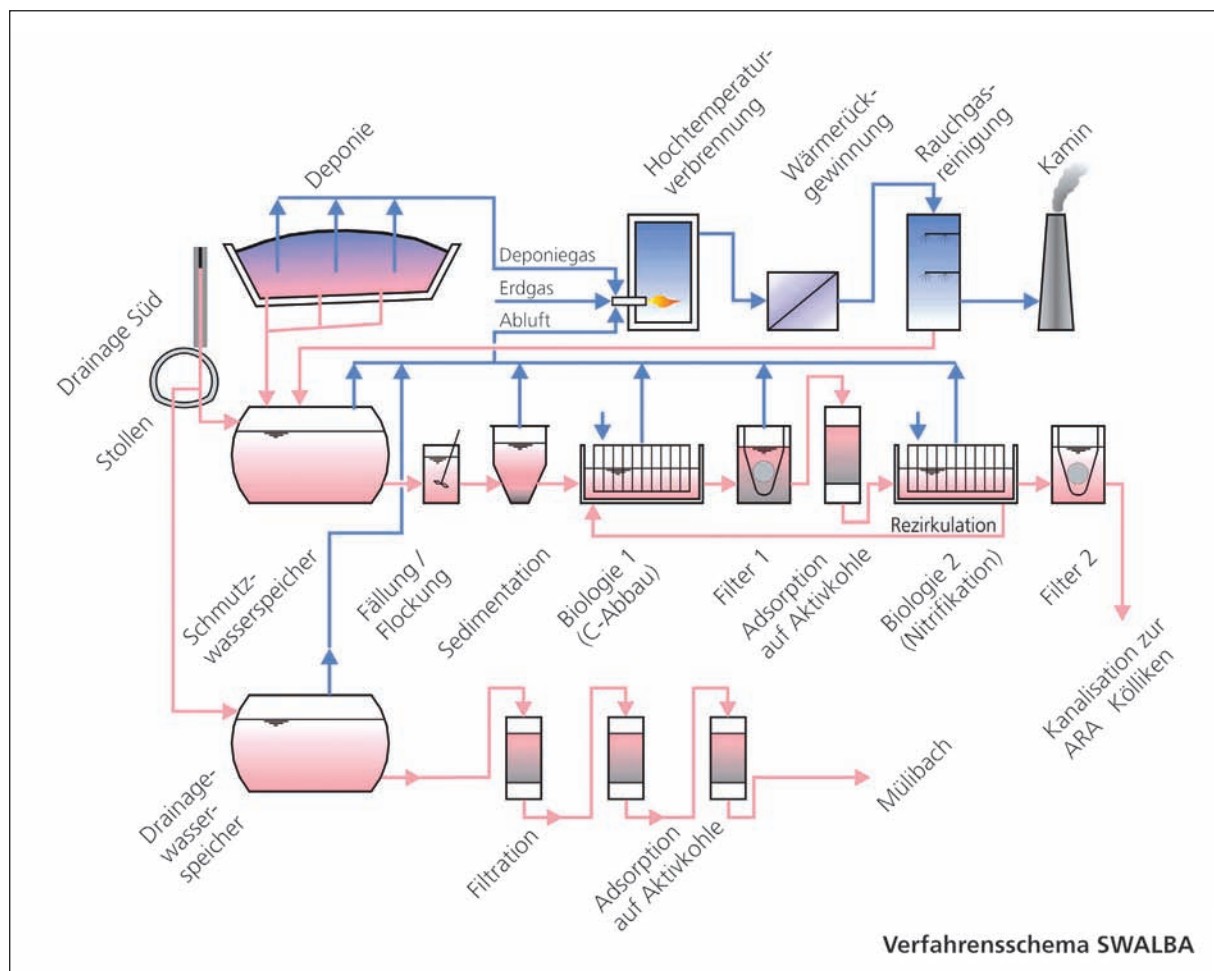 Deponie
Hochtemperatur-
verbrennung
Wärmerück-
gewinnung
Rauchgas-
reinigung
Kamin
Deponiegas
Erdgas
Abluft
Drainage Süd
Stollen
Schmutz-
wasserspeicher
Fällung /
Flockung
Sedimentation
Biologie 1
(C-Abbau)
Filter 1
Adsorption
auf Aktivkohle
Rezirkulation
Biologie 2
(Nitrifikation)
Filter 2
Kanalisation zur
ARA Kölliken
Drainage-
wasser-
speicher
Filtration
Adsorption
auf Aktivkohle
Mülibach
Verfahrensschema SWALBA